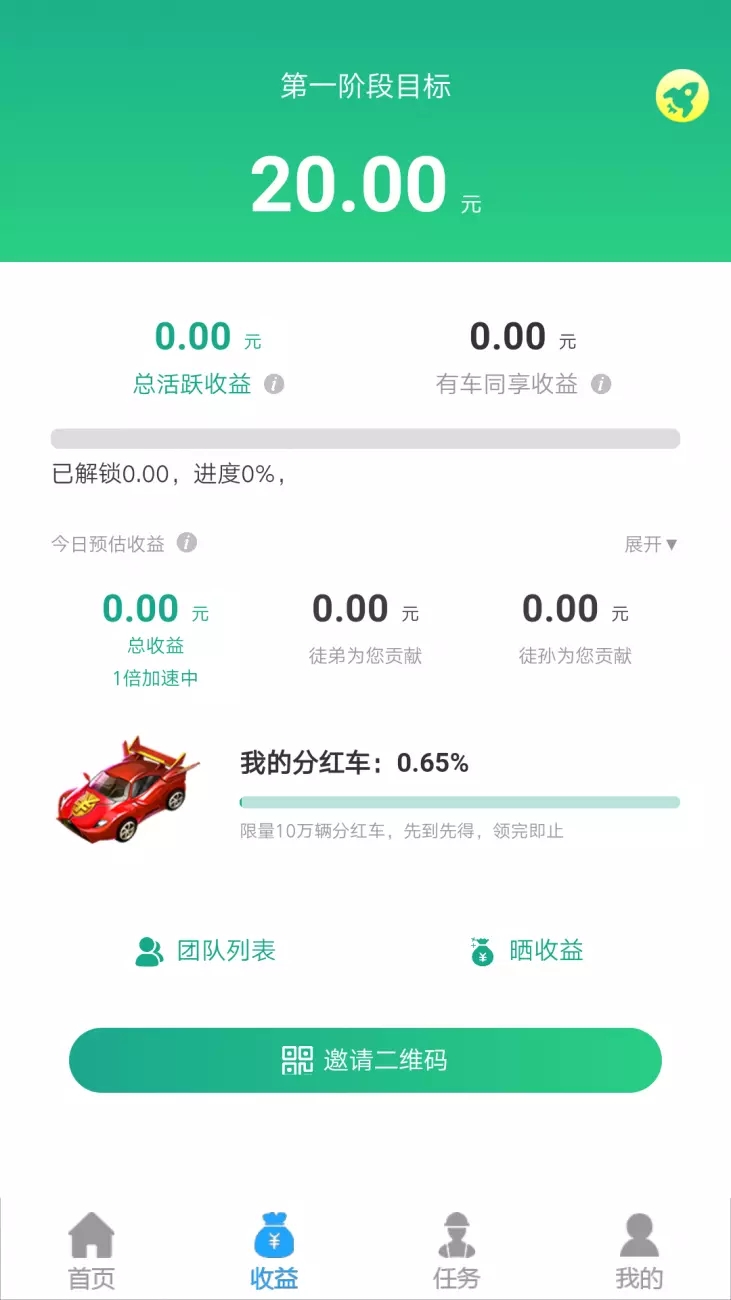 第一阶段目标
20.00 元
0.00 元
0.00 元
总活跃收益 i
有车同享收益 i
已解锁0.00，进度0%，
今日预估收益 i
展开▼
0.00 元
0.00 元
0.00 元
总收益
徒弟为您贡献
徒孙为您贡献
1倍加速中
我的分红车：0.65%
限量10万辆分红车，先到先得，领完即止
团队列表
¥
晒收益
邀请二维码
¥
首页
收益
任务
我的